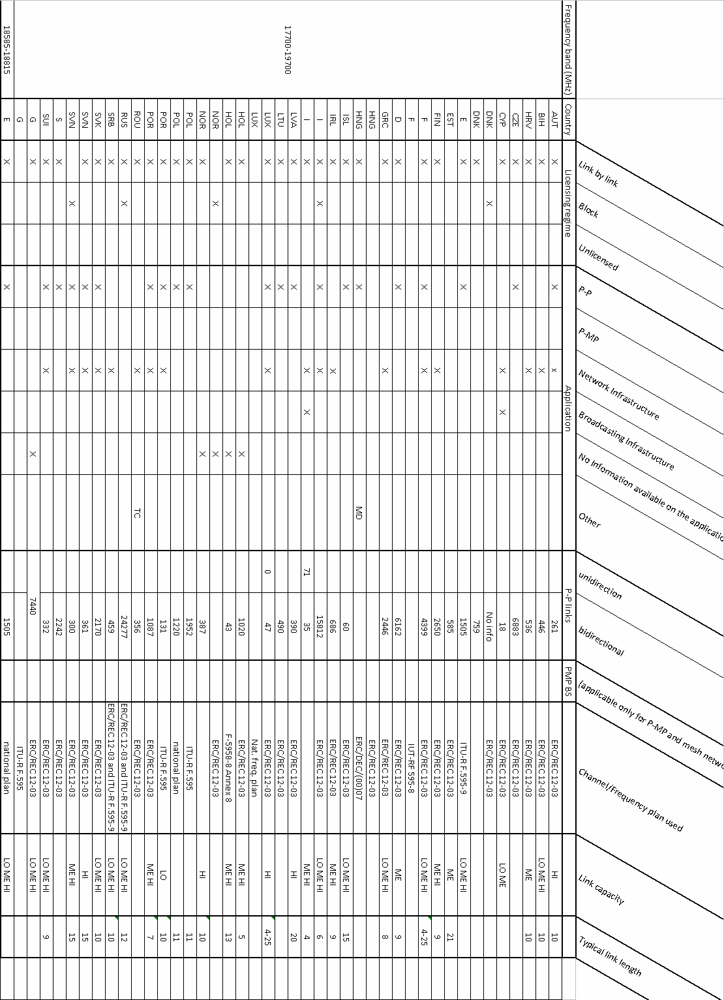 Link by link
Block
Unlicensed
P-P
P-MP
Network Infrastructure
Broadcasting Infrastructure
No Information available on the applicatio
Other
unidirection
bidirectional
(applicable only for P-MP and mesh netwo
Channel/Frequency plan used
Link capacity
Typical link length
Frequency band (MHz) Country Licensing regime Application P-P links PMP BS
17700-19700
AUT X X x 261 ERC/REC 12-03 HI 10
BIH X X 446 ERC/REC 12-03 LO ME HI 10
HRV X X 536 ERC/REC 12-03 ME 10
CZE X X 6883 ERC/REC 12-03
CYP X X X 18 ERC/REC 12-03 LO ME
DNK X No info ERC/REC 12-03
DNK X 759
E X X 1505 ITU-R F.595-9 LO ME HI
EST 585 ERC/REC 12-03 ME 21
FIN X X 2650 ERC/REC 12-03 9
F X X X 4399 ERC/REC 12-03 LO ME HI 4-25
F IUT-RF 595-8
D X X 6162 ERC/REC 12-03 ME 9
GRC X X 2446 ERC/REC 12-03 LO ME HI 8
HNG ERC/REC 12-03
HNG X X MD ERC/DEC/(00)07
ISL X X 60 ERC/REC 12-03 LO ME HI 15
IRL X X 686 ERC/REC 12-03 ME HI 9
I X X X X 15812 ERC/REC 12-03 LO ME HI 6
I X X X 71 35 ME HI 4
LVA X X 390 ERC/REC 12-03 HI 20
LTU X X 490 ERC/REC 12-03
LUX X X X 0 47 ERC/REC 12-03 HI 4-25
LUX Nat. freq. plan
HOL X X 1020 ERC/REC 12-03 ME HI 5
HOL X X 43 F-5958-8 Annex 8 ME HI 13
NOR X X ERC/REC 12-03
NOR X X 387 HI 10
POL X X 1952 ITU-R F.595 11
POL X X 1220 national plan 11
POR X X X 131 ITU-R F.595 LO 10
POR X X X 1087 ERC/REC 12-03 ME HI 7
ROU X X TC 356 ERC/REC 12-03
RUS X X 24277 ERC/REC 12-03 and ITU-R F.595-9 LO ME HI 12
SRB X X 459 ERC/REC 12-03 and ITU-R F.595-9 LO ME HI 10
SVK X X X 2170 ERC/REC 12-03 LO ME HI 10
SVN X X X 361 ERC/REC 12-03 HI 15
SVN X X X 300 ERC/REC 12-03 ME HI 15
S X X 2242 ERC/REC 12-03
SUI X X X 332 ERC/REC 12-03 LO ME HI 9
G X X 7440 ERC/REC 12-03 LO ME HI
G ITU-R F.595
18585-18815 E X X 1505 national plan LO ME HI